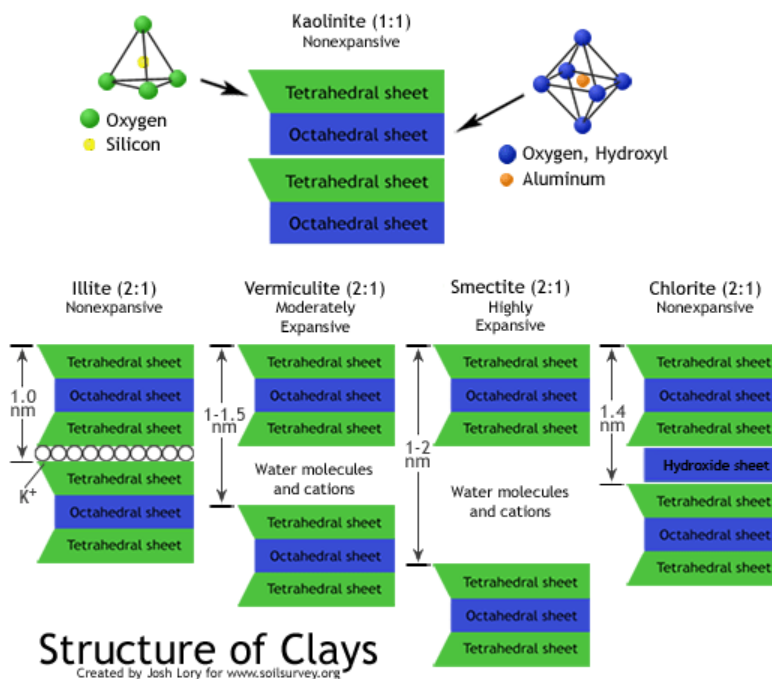 Kaolinite (1:1)
Nonexpansive
Tetrahedral sheet
Octahedral sheet
Tetrahedral sheet
Octahedral sheet
Oxygen
Silicon
Oxygen, Hydroxyl
Aluminum
Illite (2:1)
Nonexpansive
1.0
nm
Tetrahedral sheet
Octahedral sheet
Tetrahedral sheet
K+
Tetrahedral sheet
Octahedral sheet
Tetrahedral sheet
Vermiculite (2:1)
Moderately
Expansive
1-1.5
nm
Tetrahedral sheet
Octahedral sheet
Tetrahedral sheet
Water molecules
and cations
Tetrahedral sheet
Octahedral sheet
Tetrahedral sheet
Smectite (2:1)
Highly
Expansive
1-2
nm
Tetrahedral sheet
Octahedral sheet
Tetrahedral sheet
Water molecules
and cations
Tetrahedral sheet
Octahedral sheet
Tetrahedral sheet
Chlorite (2:1)
Nonexpansive
1.4
nm
Tetrahedral sheet
Octahedral sheet
Tetrahedral sheet
Hydroxide sheet
Tetrahedral sheet
Octahedral sheet
Tetrahedral sheet
Structure of Clays
Created by Josh Lory for www.soilsurvey.org